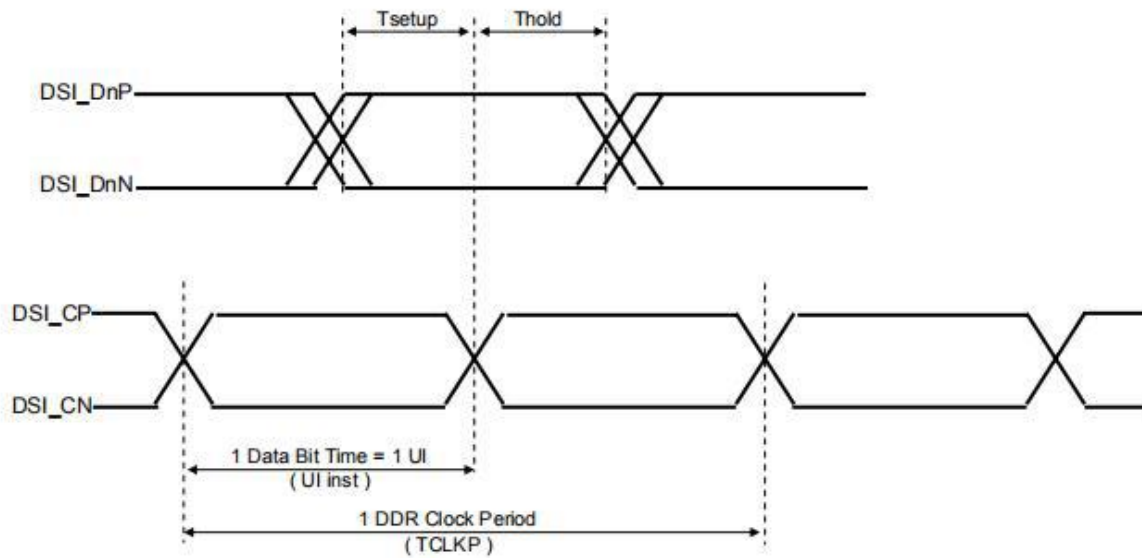 Tsetup
Thold
DSI_DnP
DSI_DnN
DSI_CP
DSI_CN
1 Data Bit Time = 1 UI
( UI inst )
1 DDR Clock Period
( TCLKP )